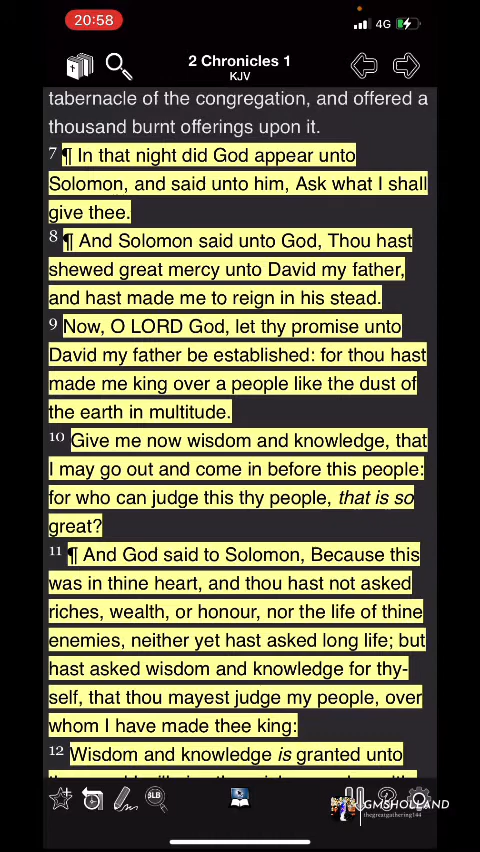 20:58
4G
2 Chronicles 1
KJV
tabernacle of the congregation, and offered a
thousand burnt offerings upon it.
7 ¶ In that night did God appear unto
Solomon, and said unto him, Ask what I shall
give thee.
8 ¶ And Solomon said unto God, Thou hast
shewed great mercy unto David my father,
and hast made me to reign in his stead.
9 Now, O LORD God, let thy promise unto
David my father be established: for thou hast
made me king over a people like the dust of
the earth in multitude.
10 Give me now wisdom and knowledge, that
I may go out and come in before this people:
for who can judge this thy people, that is so
great?
11 ¶ And God said to Solomon, Because this
was in thine heart, and thou hast not asked
riches, wealth, or honour, nor the life of thine
enemies, neither yet hast asked long life; but
hast asked wisdom and knowledge for thy-
self, that thou mayest judge my people, over
whom I have made thee king:
12 Wisdom and knowledge is granted unto
SLB
GMSHOLLAND
thegreatgathering144